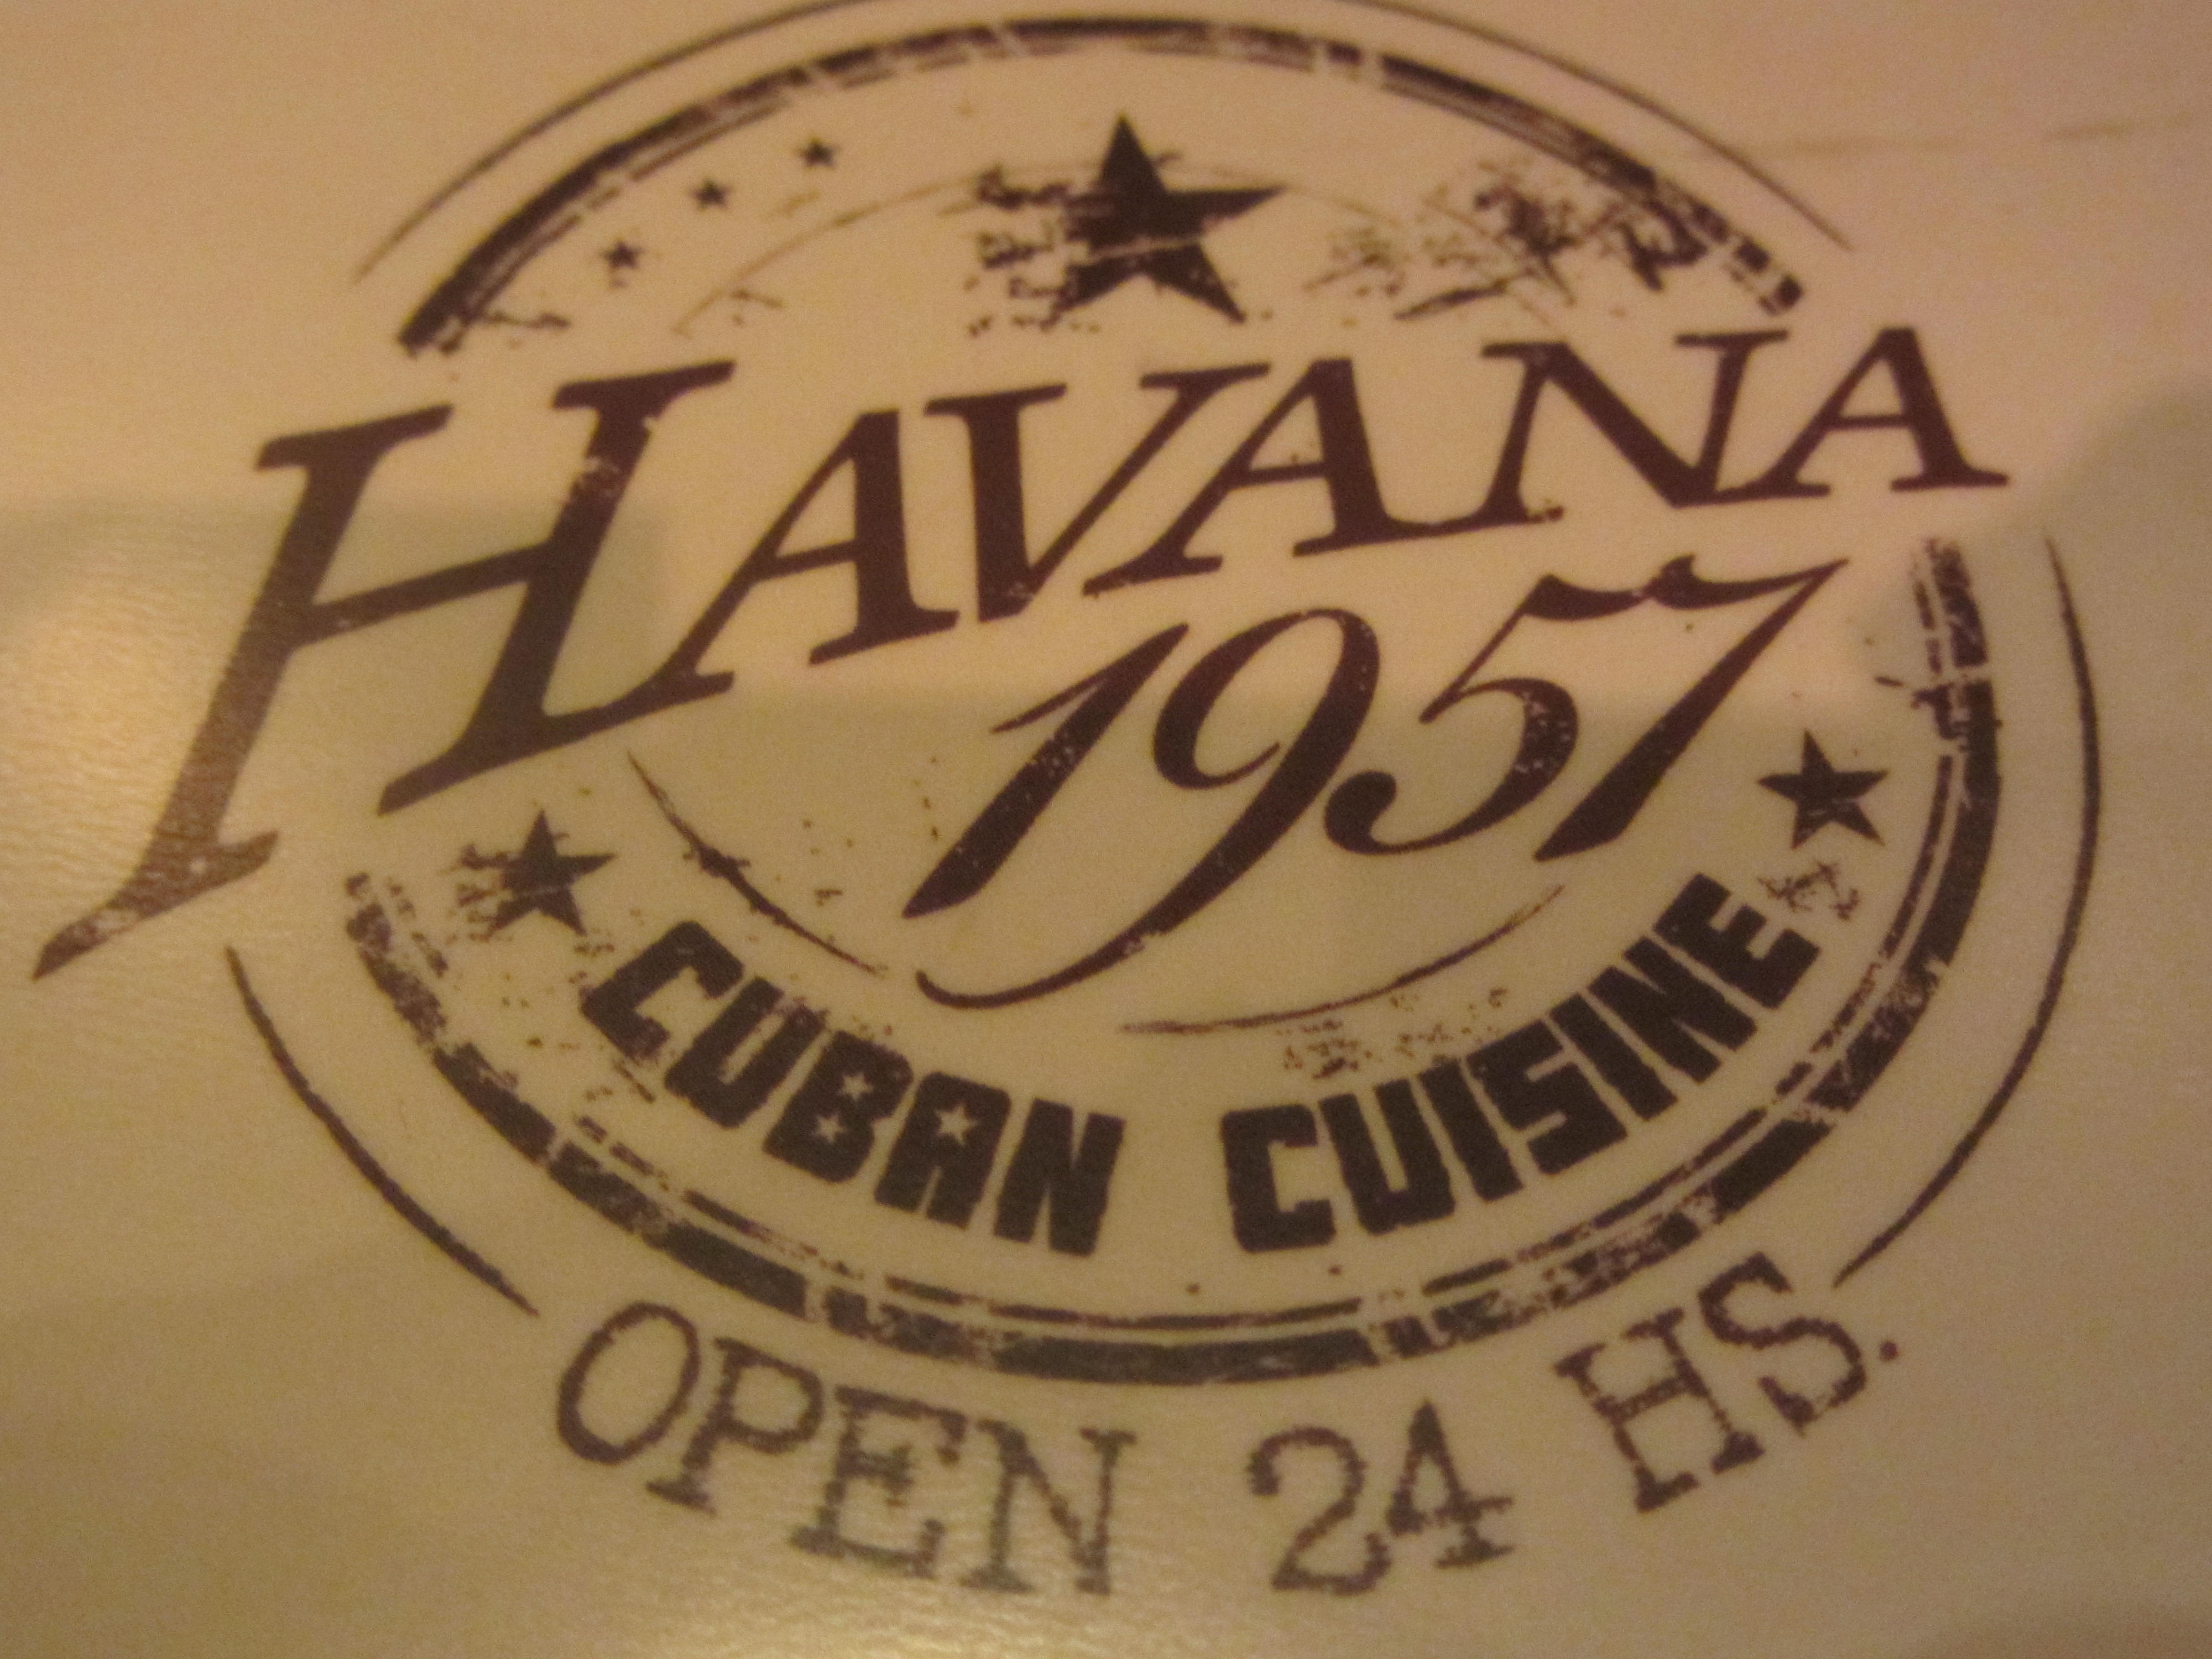 HAVANA
1957
CUBAN CUISINE
OPEN 24 HS.